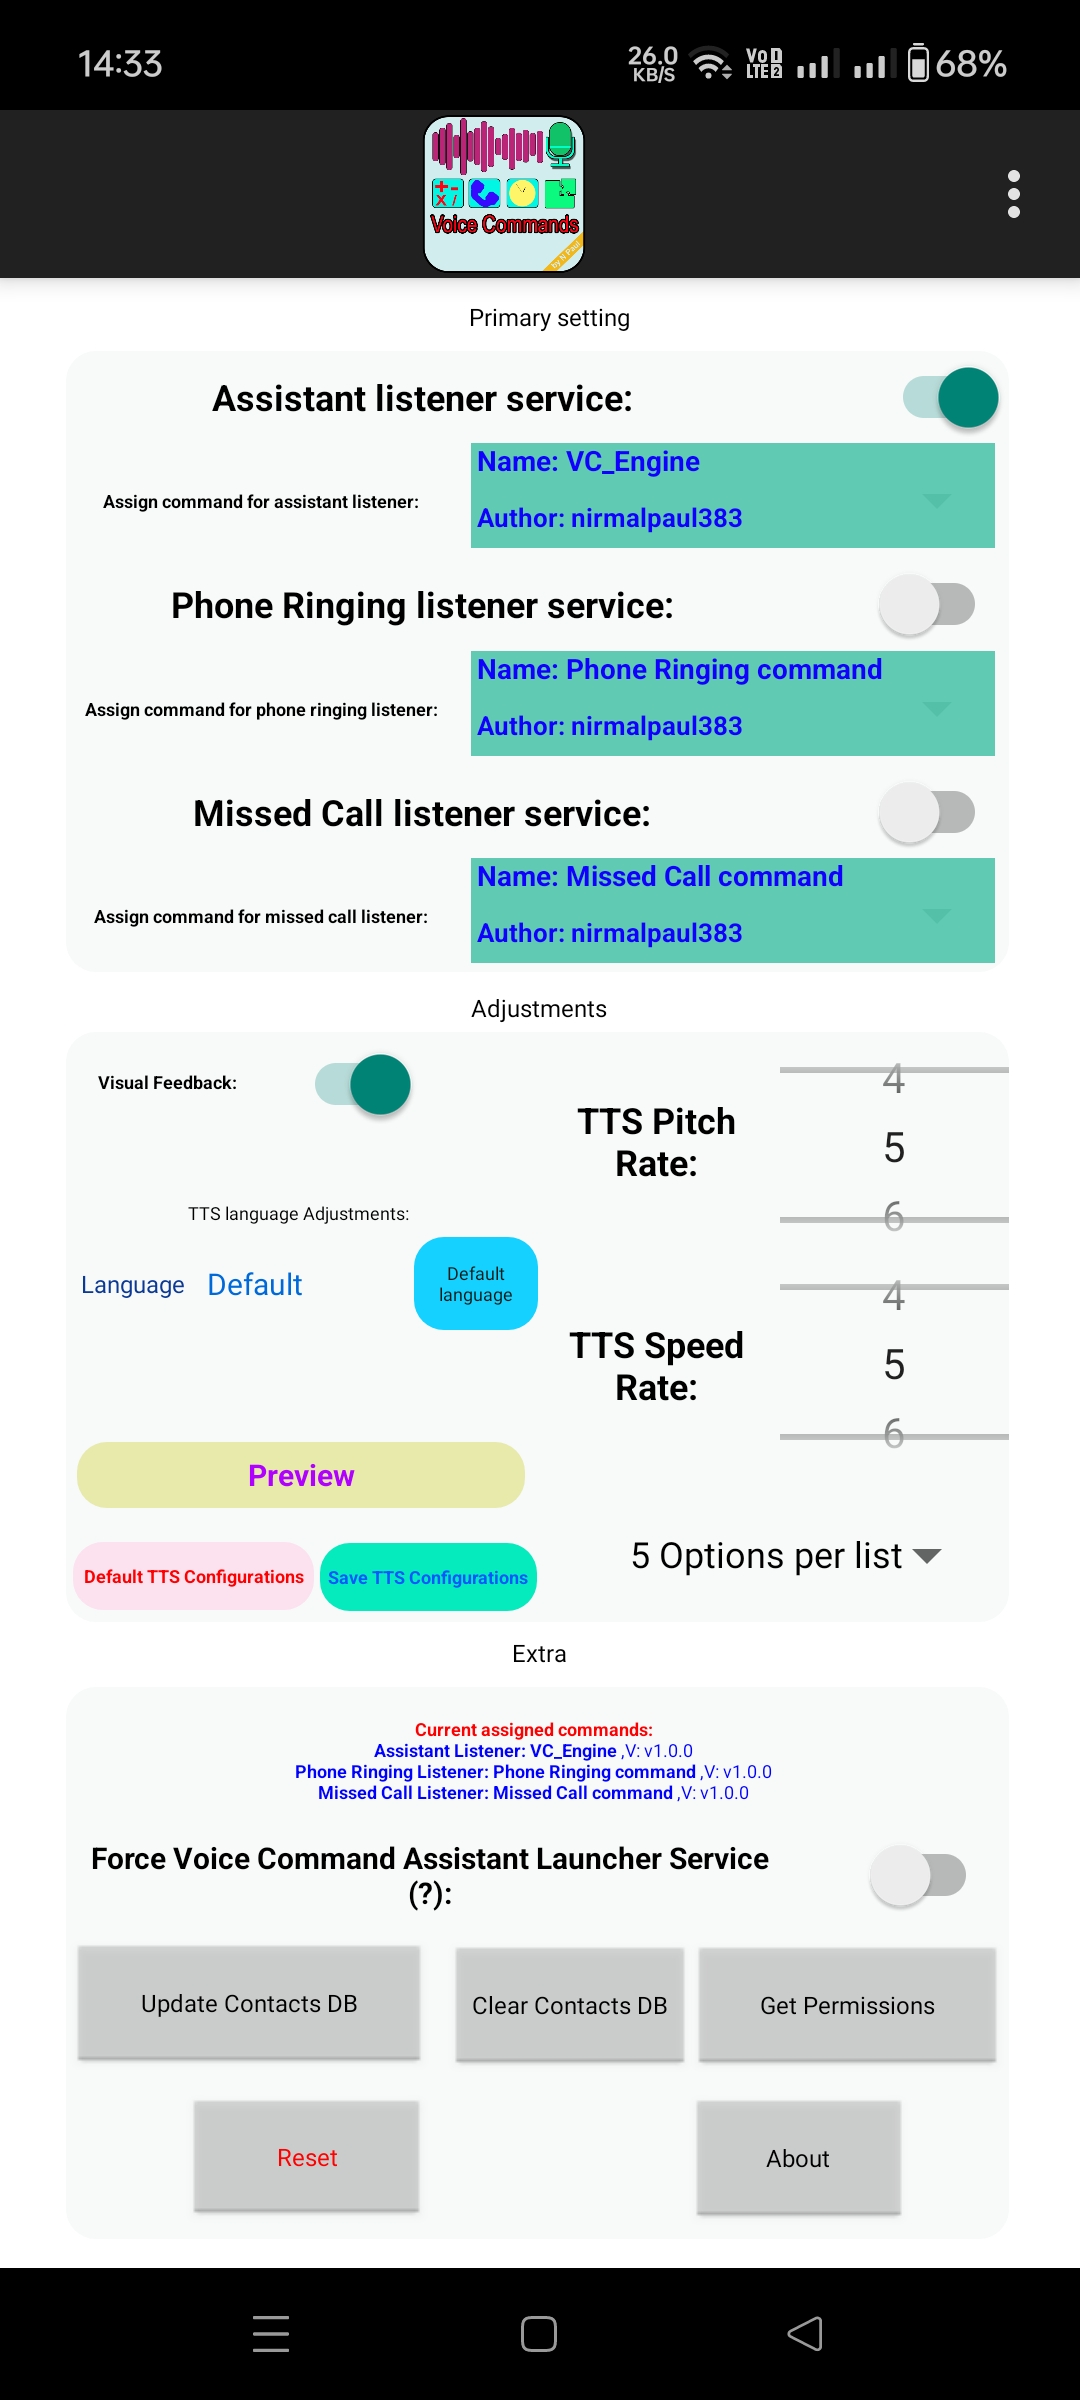 14:33
26.0
KB/S
Vo 1
LTE 2
68%
+ -
x /
Voice Commands
by N Paul
Primary setting
Assistant listener service:
Assign command for assistant listener:
Name: VC_Engine
Author: nirmalpaul383
Phone Ringing listener service:
Assign command for phone ringing listener:
Name: Phone Ringing command
Author: nirmalpaul383
Missed Call listener service:
Assign command for missed call listener:
Name: Missed Call command
Author: nirmalpaul383
Adjustments
Visual Feedback:
TTS language Adjustments:
Language Default
Default
language
TTS Pitch
Rate:
4
5
6
TTS Speed
Rate:
4
5
6
Preview
Default TTS Configurations
Save TTS Configurations
5 Options per list
Extra
Current assigned commands:
Assistant Listener: VC_Engine ,V: v1.0.0
Phone Ringing Listener: Phone Ringing command ,V: v1.0.0
Missed Call Listener: Missed Call command ,V: v1.0.0
Force Voice Command Assistant Launcher Service
(?):
Update Contacts DB
Clear Contacts DB
Get Permissions
Reset
About